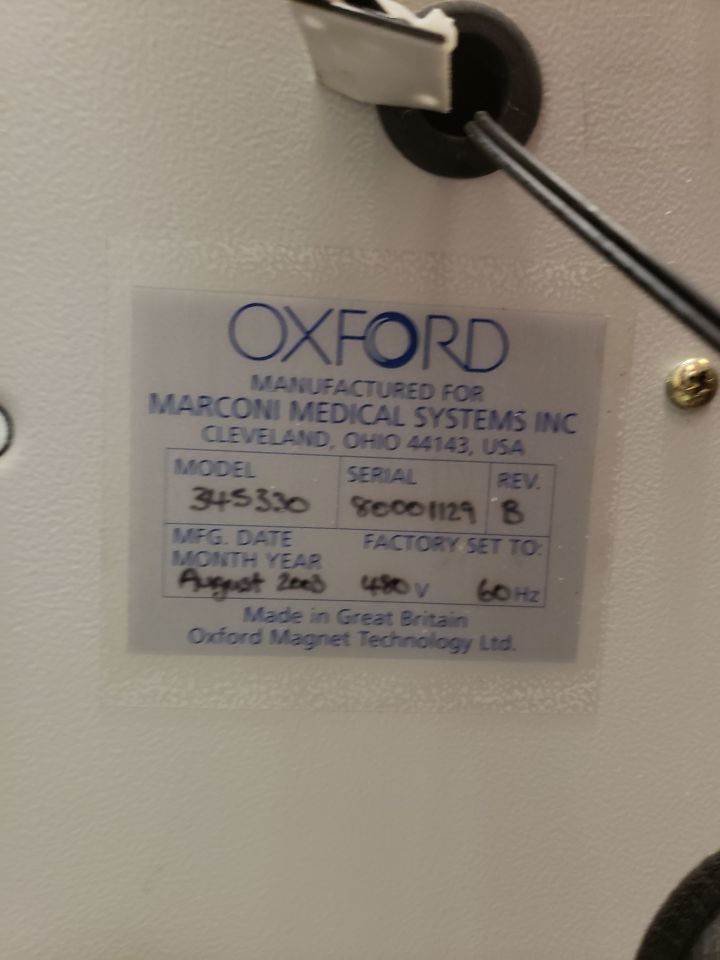 OXFORD
MANUFACTURED FOR
MARCONI MEDICAL SYSTEMS INC
CLEVELAND, OHIO 44143, USA
MODEL SERIAL REV.
345330 80001129 B
MFG. DATE FACTORY SET TO:
MONTH YEAR
August 2003 480 V 60 Hz
Made in Great Britain
Oxford Magnet Technology Ltd.